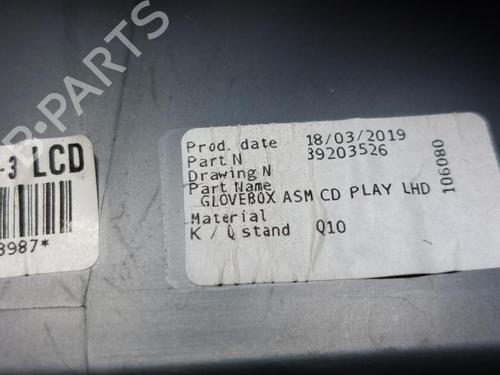 B-PARTS
-3 LCD
8987*
Prod. date 18/03/2019
Part N 39203526
Drawing N
Part Name
GLOVEBOX ASM CD PLAY LHD
Material
K / Q stand Q10
106080